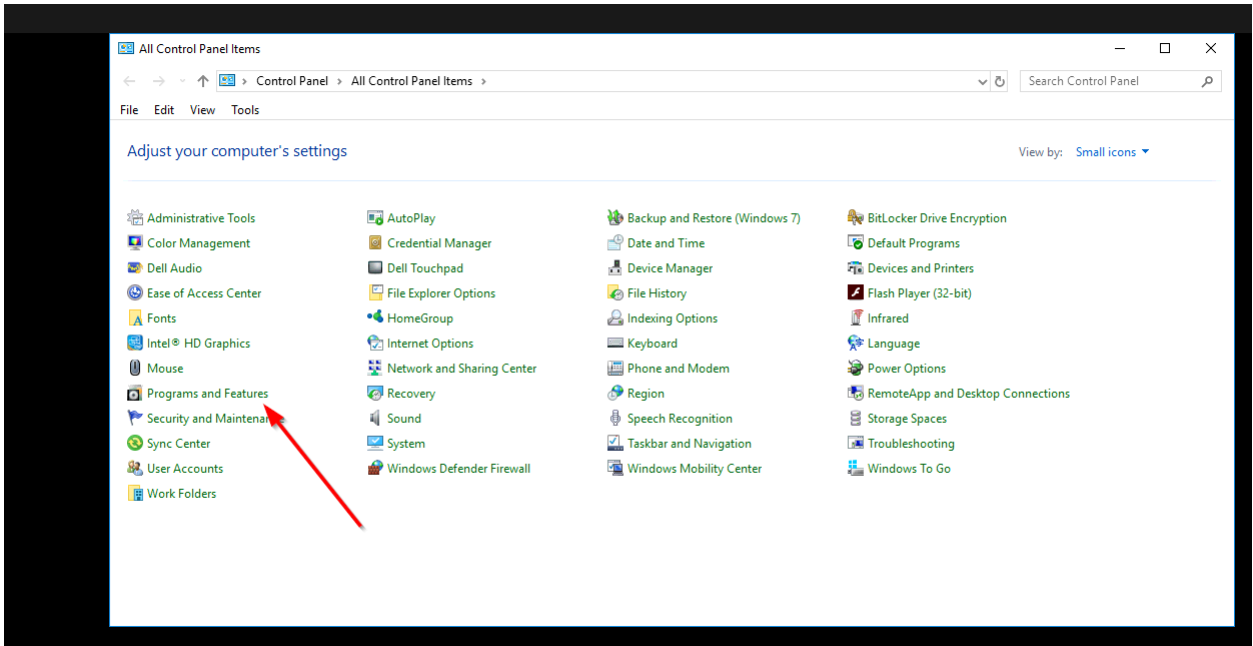 All Control Panel Items
Control Panel > All Control Panel Items >
Search Control Panel
File Edit View Tools
Adjust your computer's settings
View by: Small icons
Administrative Tools AutoPlay Backup and Restore (Windows 7) BitLocker Drive Encryption
Color Management Credential Manager Date and Time Default Programs
Dell Audio Dell Touchpad Device Manager Devices and Printers
Ease of Access Center File Explorer Options File History Flash Player (32-bit)
Fonts HomeGroup Indexing Options Infrared
Intel® HD Graphics Internet Options Keyboard Language
Mouse Network and Sharing Center Phone and Modem Power Options
Programs and Features Recovery Region RemoteApp and Desktop Connections
Security and Maintenance Sound Speech Recognition Storage Spaces
Sync Center System Taskbar and Navigation Troubleshooting
User Accounts Windows Defender Firewall Windows Mobility Center Windows To Go
Work Folders